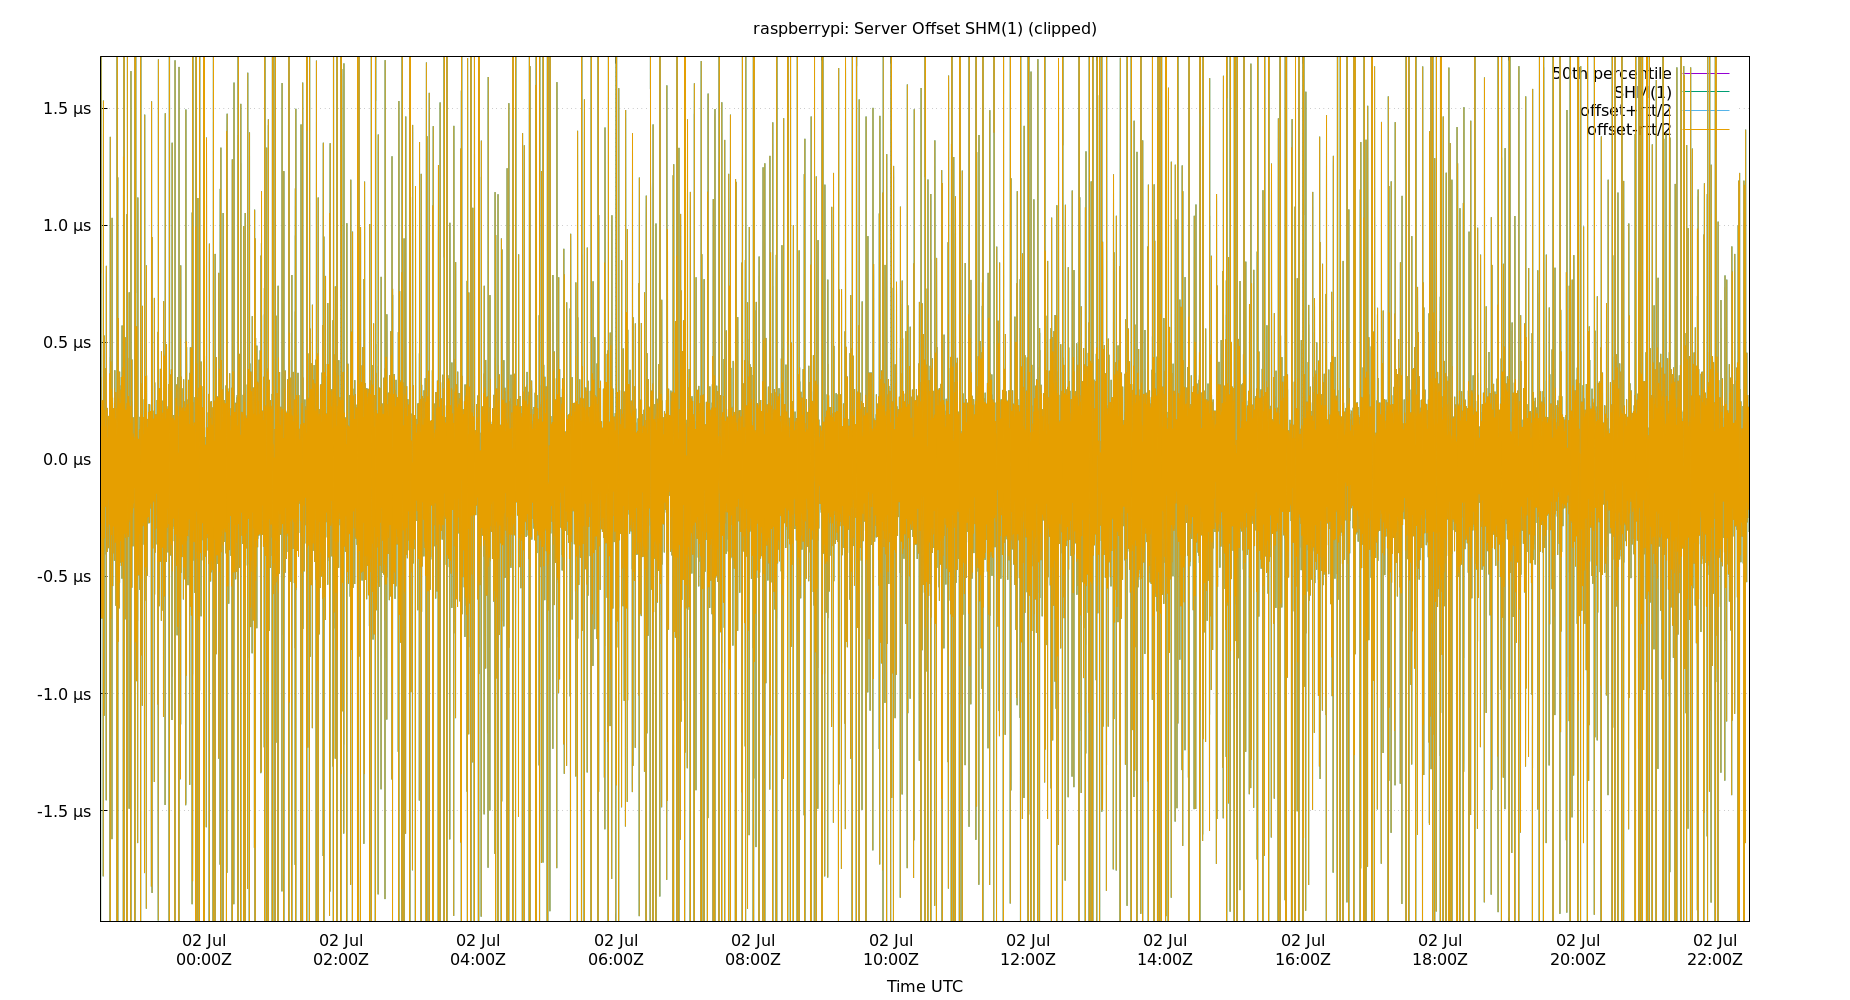 raspberrypi: Server Offset SHM(1) (clipped)
50th percentile
SHM(1)
offset+rtt/2
offset-rtt/2
1.5 µs
1.0 µs
0.5 µs
0.0 µs
-0.5 µs
-1.0 µs
-1.5 µs
02 Jul 02 Jul 02 Jul 02 Jul 02 Jul 02 Jul 02 Jul 02 Jul 02 Jul 02 Jul 02 Jul 02 Jul
00:00Z 02:00Z 04:00Z 06:00Z 08:00Z 10:00Z 12:00Z 14:00Z 16:00Z 18:00Z 20:00Z 22:00Z
Time UTC